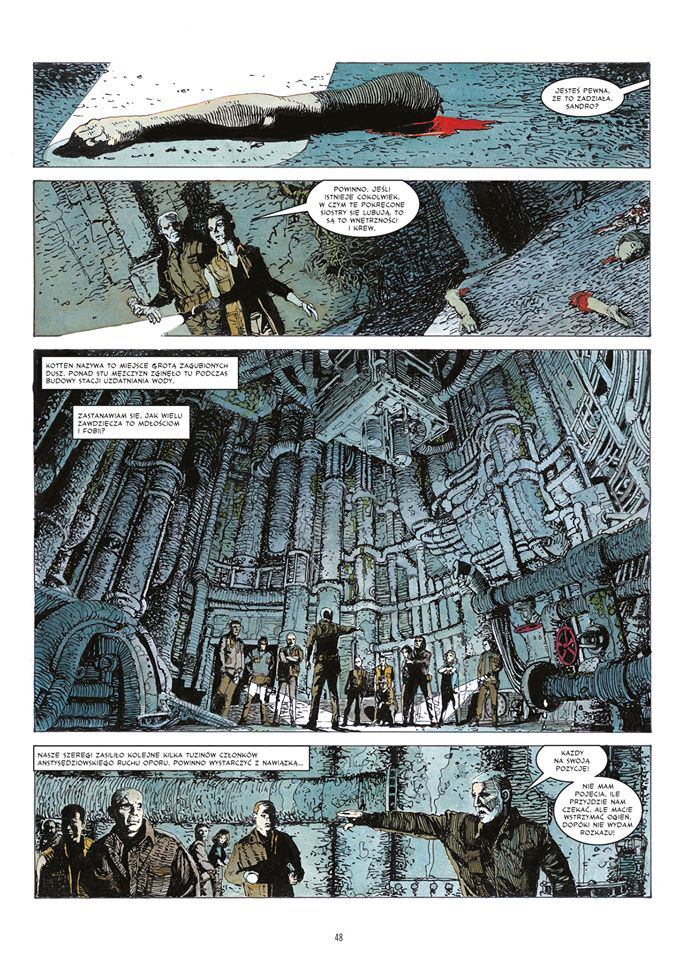 JESTEŚ PEWNA,
ŻE TO ZADZIAŁA,
SANDRO?
POWINNO. JEŚLI
ISTNIEJE COKOLWIEK,
W CZYM TE POKRĘCONE
SIOSTRY SIĘ LUBUJĄ, TO
SĄ TO WNĘTRZNOŚCI
I KREW.
KOTTEN NAZYWA TO MIEJSCE GROTĄ ZAGUBIONYCH
DUSZ. PONAD STU MĘŻCZYZN ZGINĘŁO TU PODCZAS
BUDOWY STACJI UZDATNIANIA WODY.
ZASTANAWIAM SIĘ, JAK WIELU
ZAWDZIĘCZA TO MDŁOŚCIOM
I FOBII?
NASZE SZEREGI ZASILIŁO KOLEJNE KILKA TUZINÓW CZŁONKÓW
ANSTYSĘDZIOWSKIEGO RUCHU OPORU, POWINNO WYSTARCZYĆ Z NAWIĄZKĄ...
KAŻDY
NA SWOJĄ
POZYCJĘ!
NIE MAM
POJĘCIA, ILE
PRZYJDZIE NAM
CZEKAĆ, ALE MACIE
WSTRZYMAĆ OGIEŃ,
DOPÓKI NIE WYDAM
ROZKAZU!
48